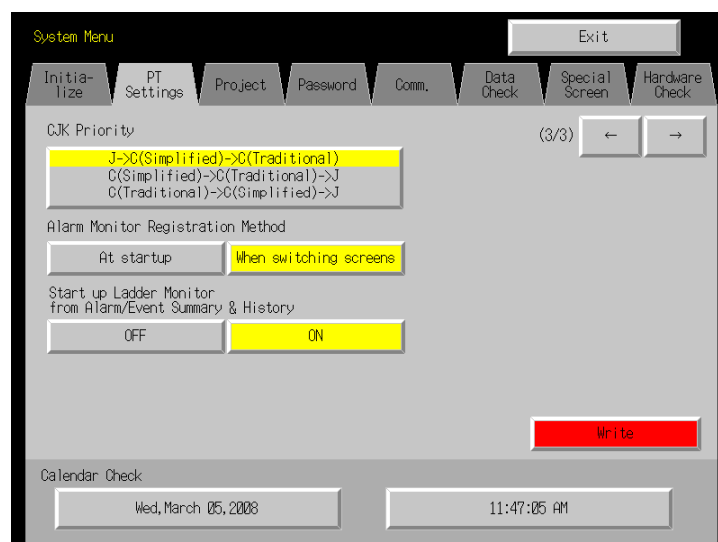 System Menu
Exit
Initia-
lize
PT
Settings
Project
Password
Comm.
Data
Check
Special
Screen
Hardware
Check
CJK Priority
(3/3)
←
→
J->C(Simplified)->C(Traditional)
C(Simplified)->C(Traditional)->J
C(Traditional)->C(Simplified)->J
Alarm Monitor Registration Method
At startup
When switching screens
Start up Ladder Monitor
from Alarm/Event Summary & History
OFF
ON
Write
Calendar Check
Wed,March 05,2008
11:47:05 AM